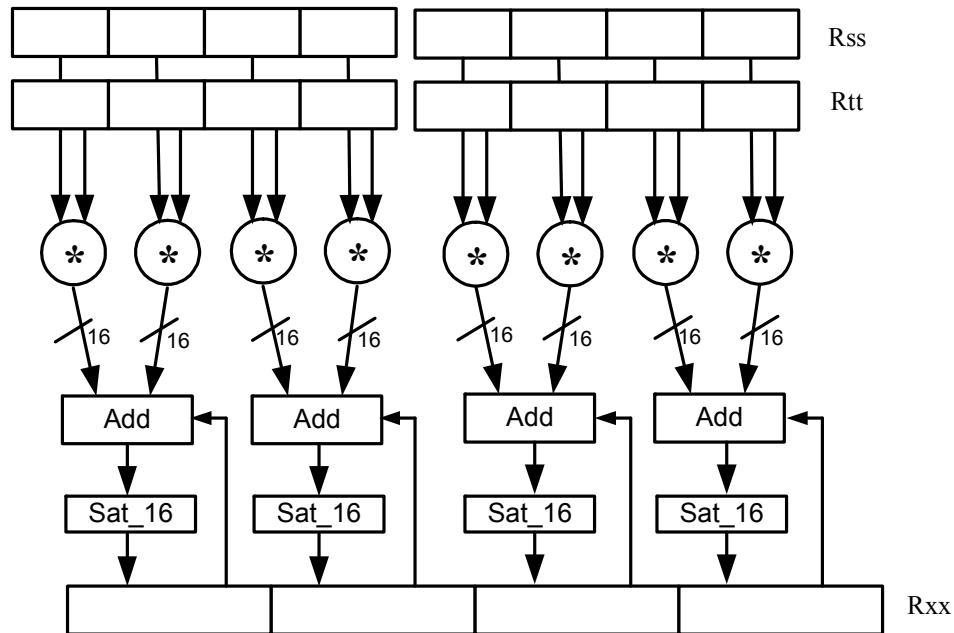 Rss
Rtt
* * * * * * * *
16 16 16 16 16 16 16 16
Add Add Add Add
Sat_16 Sat_16 Sat_16 Sat_16
Rxx